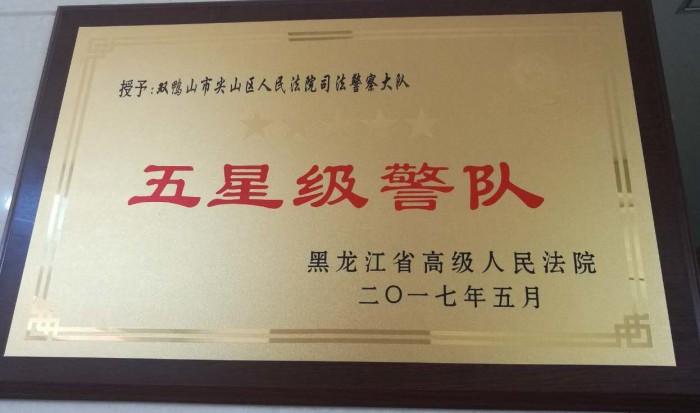 授予：双鸭山市尖山区人民法院司法警察大队
五星级警队
黑龙江省高级人民法院
二〇一七年五月